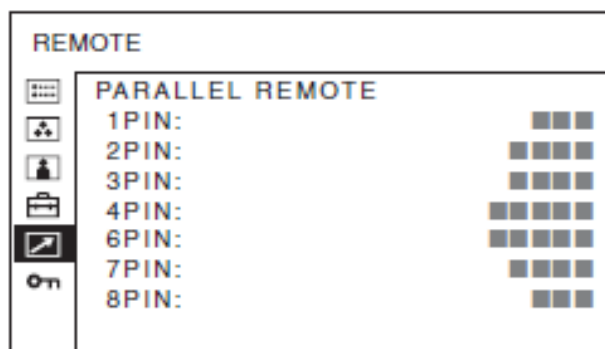 REMOTE
PARALLEL REMOTE
1PIN: ■■■
2PIN: ■■■■
3PIN: ■■■■
4PIN: ■■■■■
6PIN: ■■■■■
7PIN: ■■■■
8PIN: ■■■